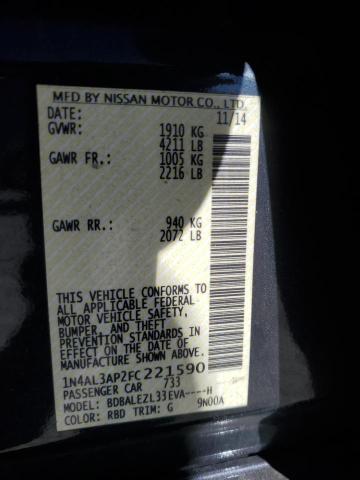 MFD BY NISSAN MOTOR CO., LTD.
DATE: 11/14
GVWR: 1910 KG
4211 LB
GAWR FR.: 1005 KG
2216 LB
GAWR RR.: 940 KG
2072 LB
THIS VEHICLE CONFORMS TO
ALL APPLICABLE FEDERAL
MOTOR VEHICLE SAFETY,
BUMPER, AND THEFT
PREVENTION STANDARDS
IN EFFECT ON THE DATE OF
MANUFACTURE SHOWN ABOVE.
1N4AL3AP2FC221590
PASSENGER CAR 733
MODEL: BDBALEZL33EVA----H
COLOR: RBD TRIM: G 9N00A